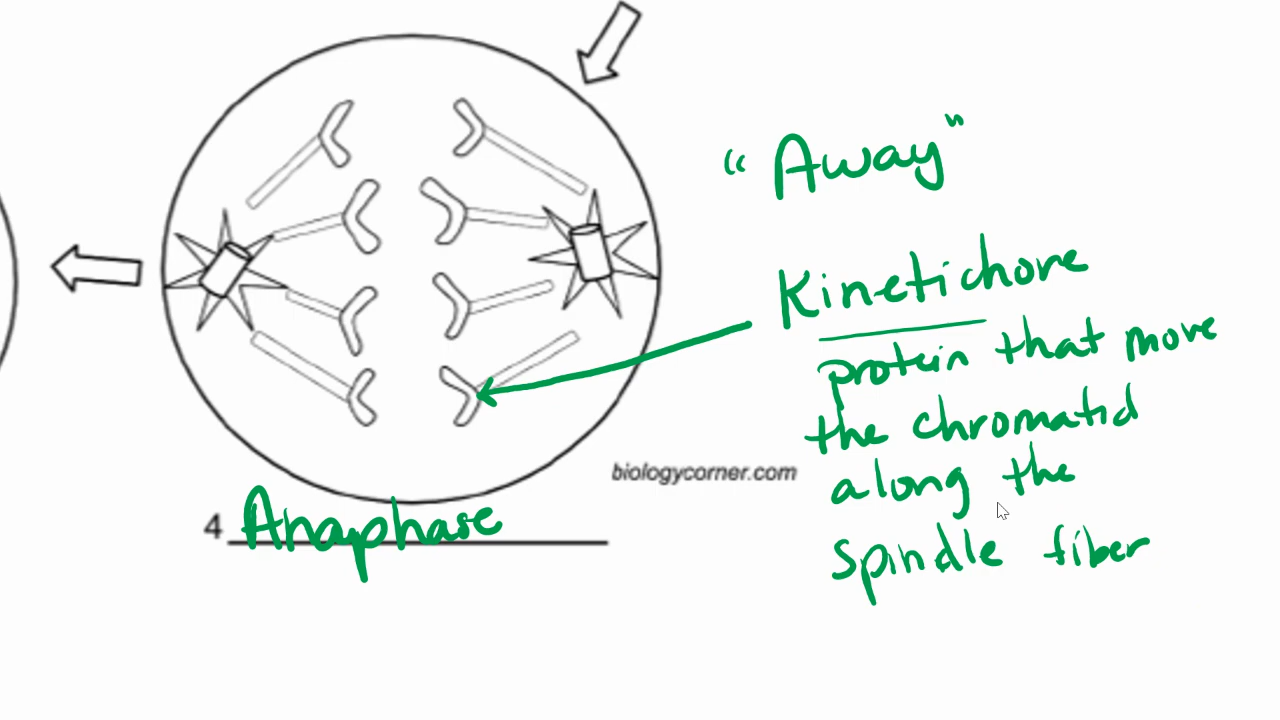 "Away"
Kinetichore
protein that move
the chromatid
along the
spindle fiber
biologycorner.com
4 Anaphase